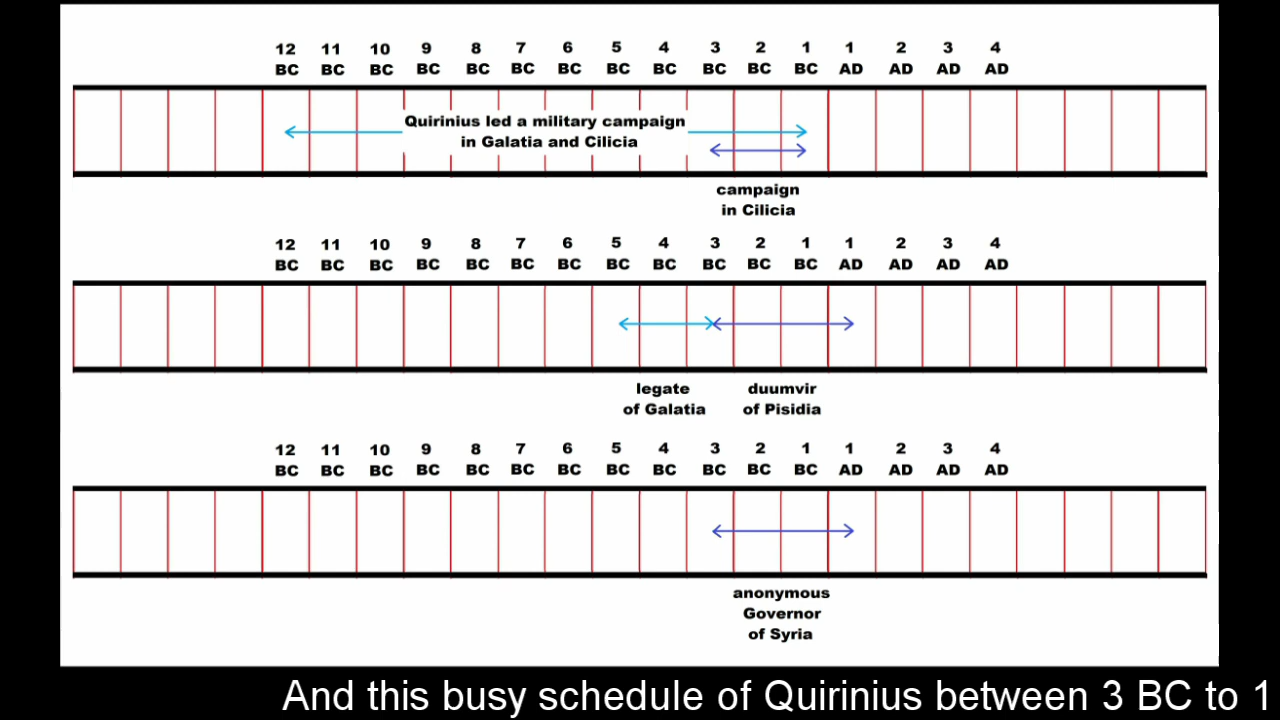 12 11 10 9 8 7 6 5 4 3 2 1 1 2 3 4
BC BC BC BC BC BC BC BC BC BC BC BC AD AD AD AD
Quirinius led a military campaign
in Galatia and Cilicia
campaign
in Cilicia
12 11 10 9 8 7 6 5 4 3 2 1 1 2 3 4
BC BC BC BC BC BC BC BC BC BC BC BC AD AD AD AD
legate duumvir
of Galatia of Pisidia
12 11 10 9 8 7 6 5 4 3 2 1 1 2 3 4
BC BC BC BC BC BC BC BC BC BC BC BC AD AD AD AD
anonymous
Governor
of Syria
And this busy schedule of Quirinius between 3 BC to 1